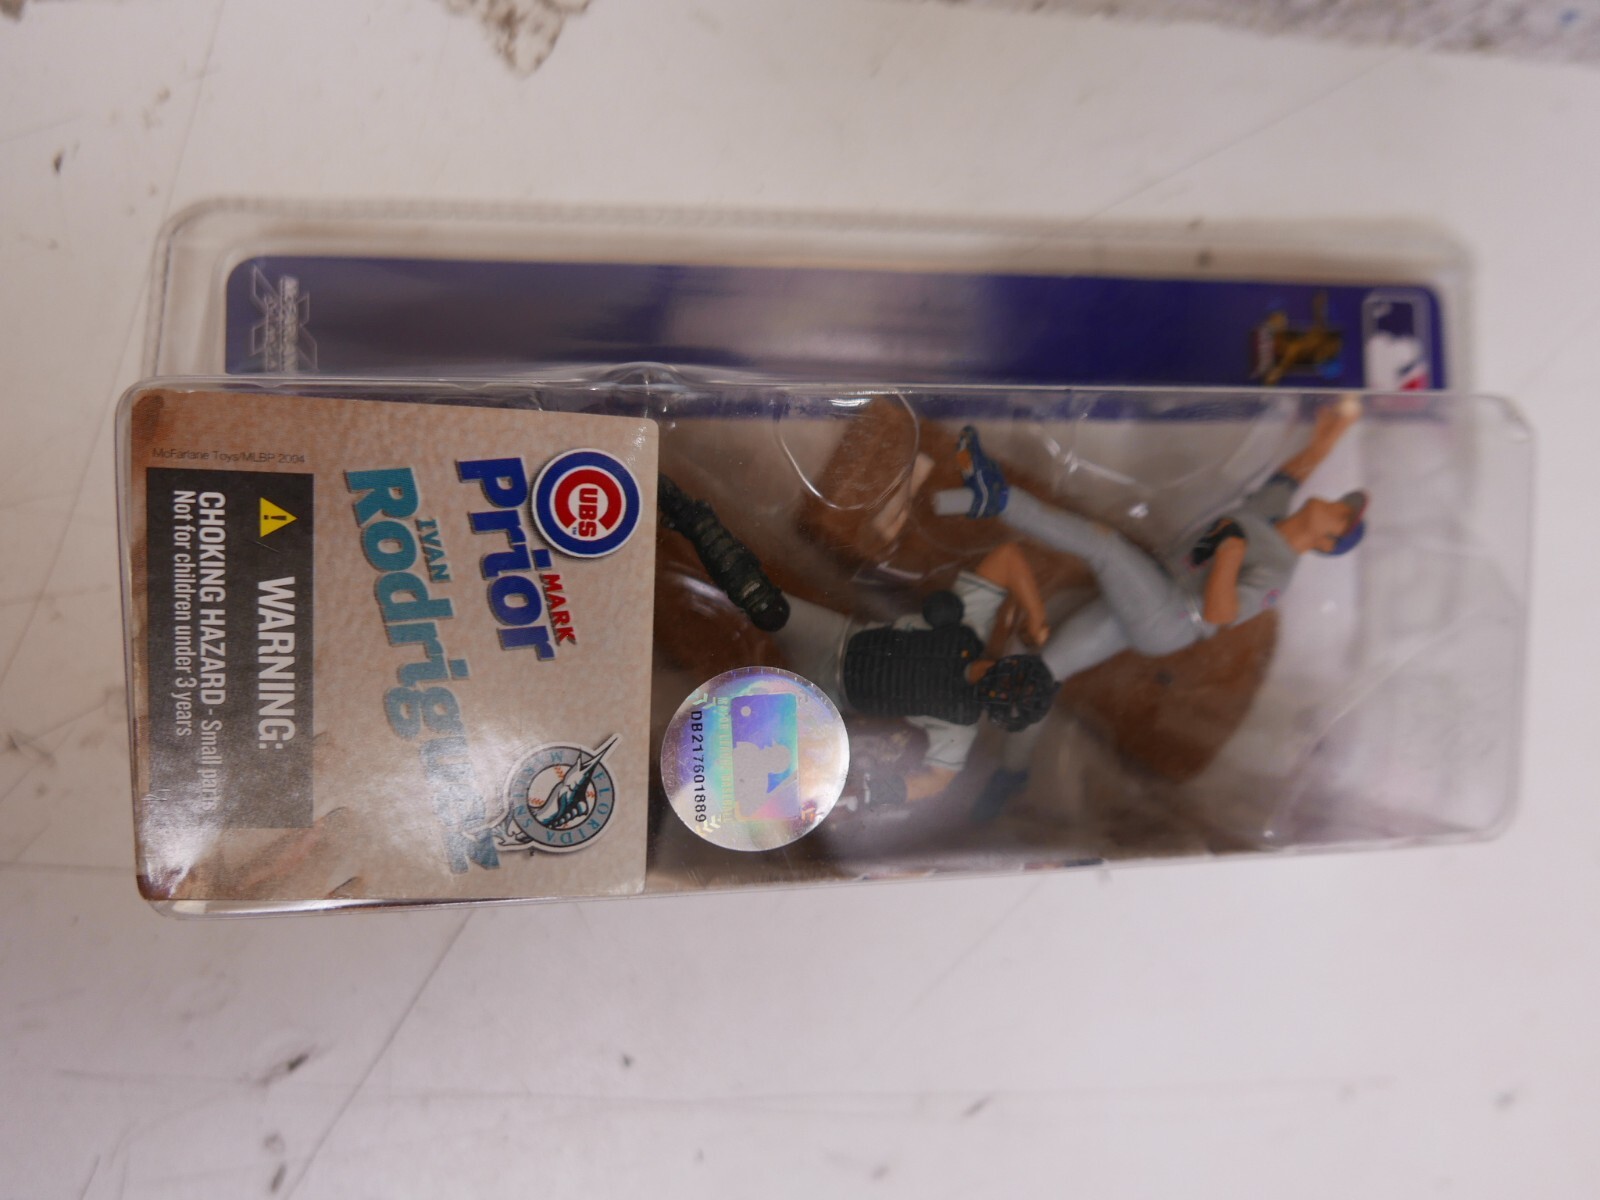 CUBS
MARK
Prior
IVAN
Rodriguez
FLORIDA
MARLINS
McFarlane Toys/MLBP 2004
WARNING:
CHOKING HAZARD - Small parts
Not for children under 3 years
DB217601889